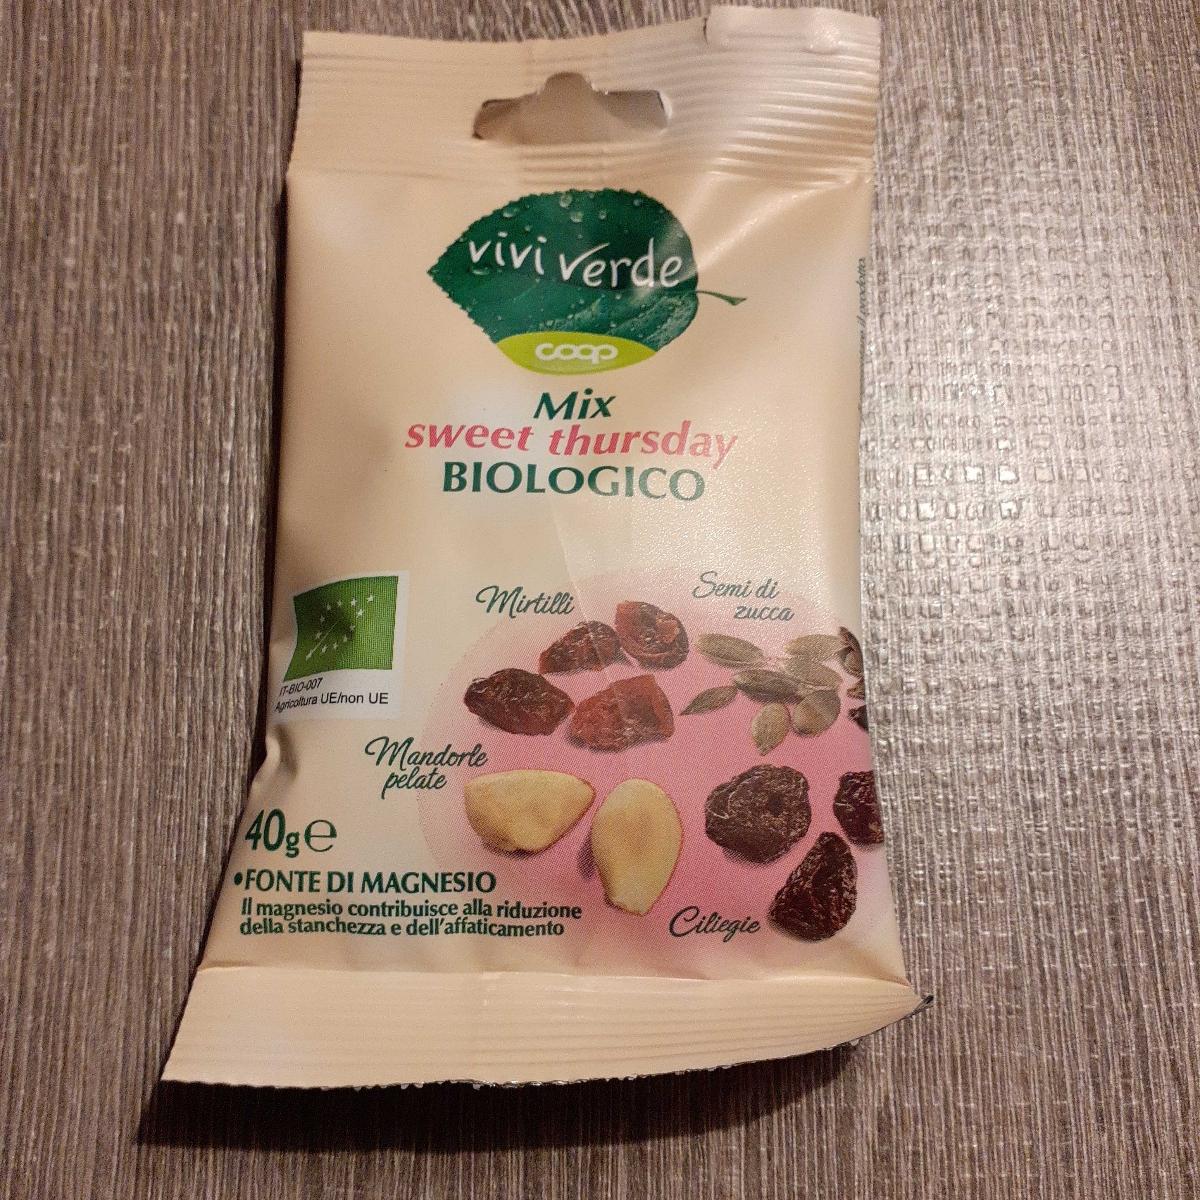 vivi verde
coop
Mix
sweet thursday
BIOLOGICO
Mirtilli
Semi di
zucca
IT-BIO-007
Agricoltura UE/non UE
Mandorle
pelate
40g℮
•FONTE DI MAGNESIO
Il magnesio contribuisce alla riduzione
della stanchezza e dell'affaticamento
Ciliegie